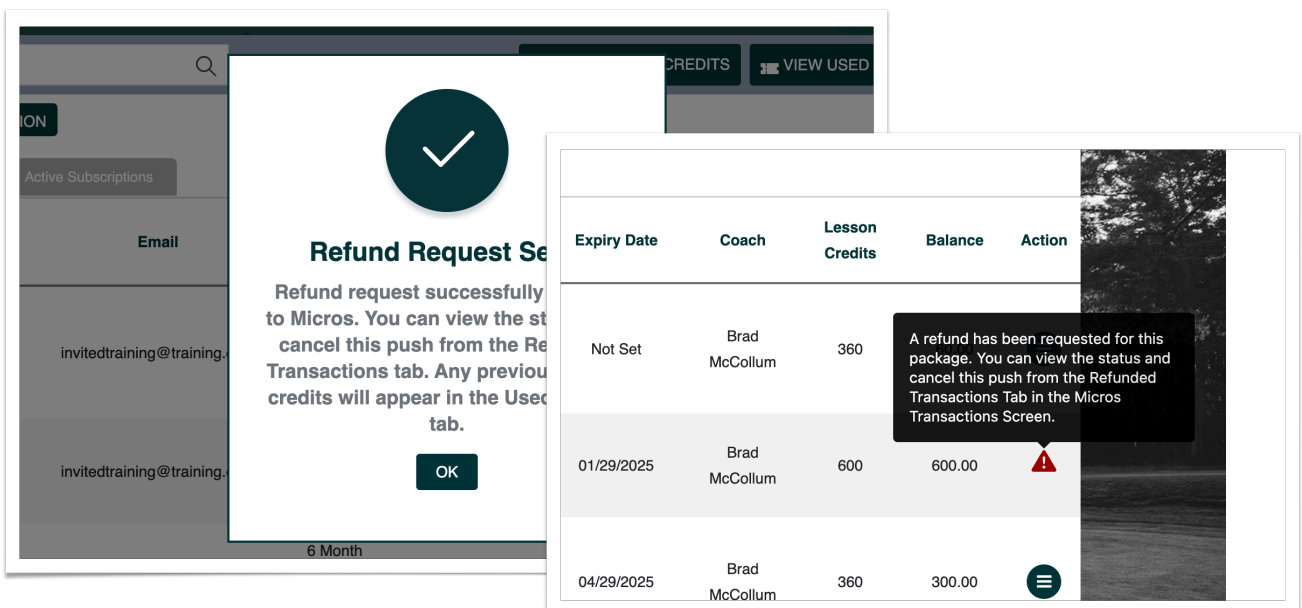 CREDITS
VIEW USED
ION
Active Subscriptions
Email
invitedtraining@training.
invitedtraining@training.
6 Month
Refund Request Se
Refund request successfully
to Micros. You can view the st
cancel this push from the Re
Transactions tab. Any previou
credits will appear in the Used
tab.
OK
Expiry Date Coach Lesson Credits Balance Action
Not Set Brad McCollum 360 60.00
A refund has been requested for this
package. You can view the status and
cancel this push from the Refunded
Transactions Tab in the Micros
Transactions Screen.
01/29/2025 Brad McCollum 600 600.00
04/29/2025 Brad McCollum 360 300.00